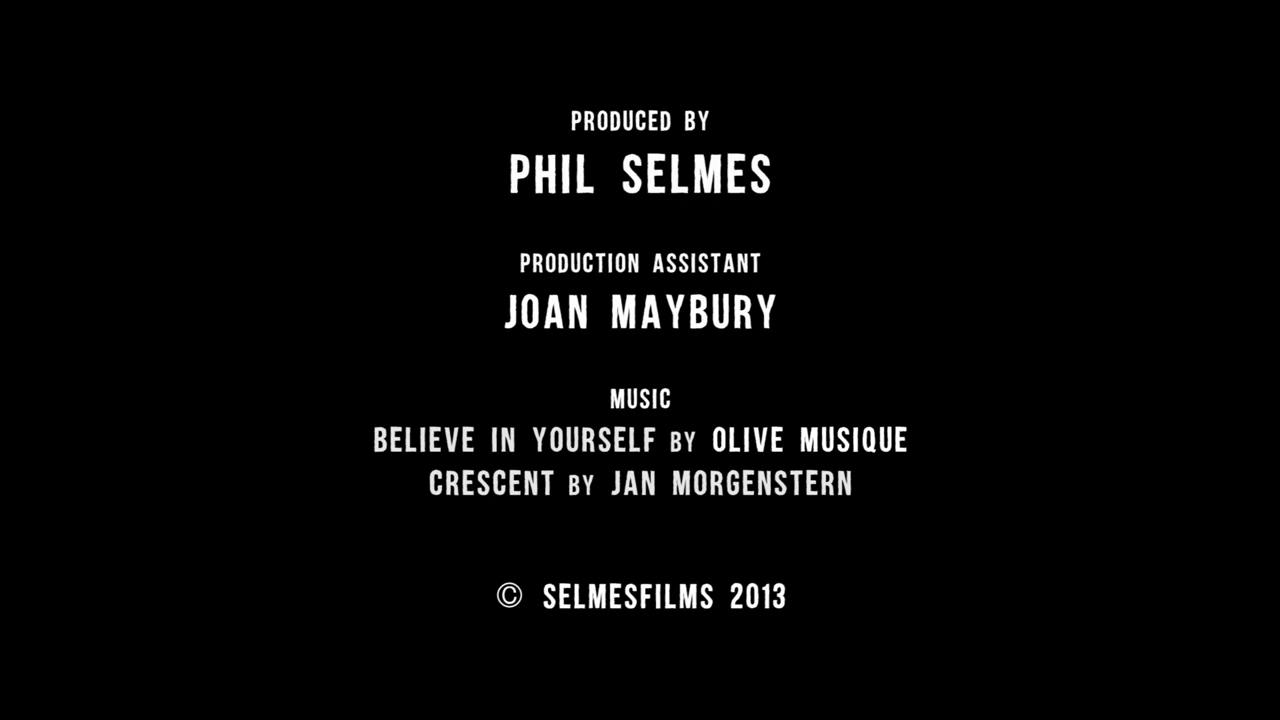 PRODUCED BY
PHIL SELMES
PRODUCTION ASSISTANT
JOAN MAYBURY
MUSIC
BELIEVE IN YOURSELF BY OLIVE MUSIQUE
CRESCENT BY JAN MORGENSTERN
© SELMESFILMS 2013